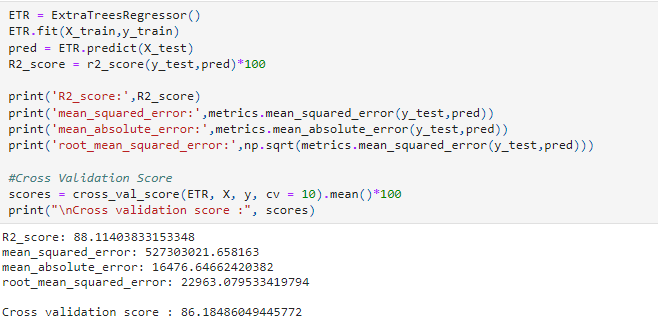 ETR = ExtraTreesRegressor()
ETR.fit(X_train,y_train)
pred = ETR.predict(X_test)
R2_score = r2_score(y_test,pred)*100
print('R2_score:',R2_score)
print('mean_squared_error:',metrics.mean_squared_error(y_test,pred))
print('mean_absolute_error:',metrics.mean_absolute_error(y_test,pred))
print('root_mean_squared_error:',np.sqrt(metrics.mean_squared_error(y_test,pred)))
#Cross Validation Score
scores = cross_val_score(ETR, X, y, cv = 10).mean()*100
print("\nCross validation score :", scores)
R2_score: 88.11403833153348
mean_squared_error: 527303021.658163
mean_absolute_error: 16476.64662420382
root_mean_squared_error: 22963.079533419794
Cross validation score : 86.18486049445772